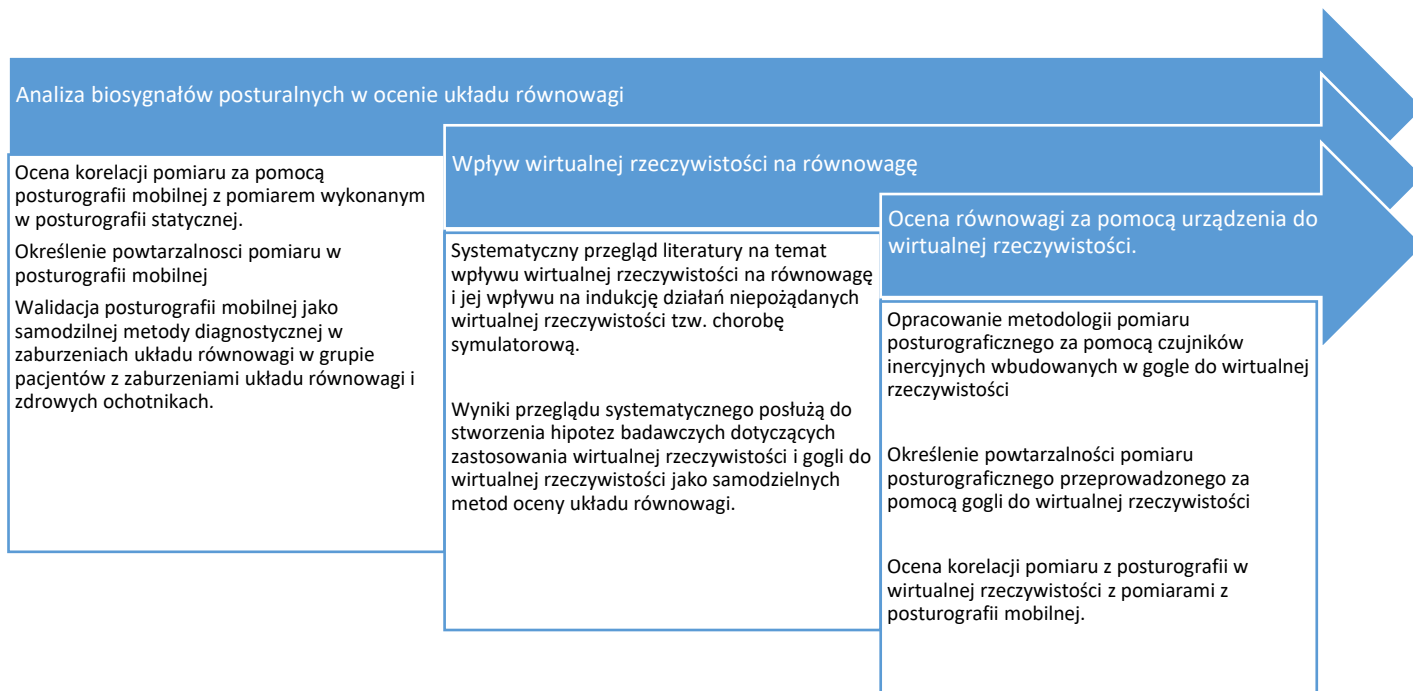 Analiza biosygnałów posturalnych w ocenie układu równowagi
Ocena korelacji pomiaru za pomocą
posturografii mobilnej z pomiarem wykonanym
w posturografii statycznej.
Określenie powtarzalnosci pomiaru w
posturografii mobilnej
Walidacja posturografii mobilnej jako
samodzilnej metody diagnostycznej w
zaburzeniach układu równowagi w grupie
pacjentów z zaburzeniami układu równowagi i
zdrowych ochotnikach.
Wpływ wirtualnej rzeczywistości na równowagę
Systematyczny przegląd literatury na temat
wpływu wirtualnej rzeczywistości na równowagę
i jej wpływu na indukcję działań niepożądanych
wirtualnej rzeczywistości tzw. chorobę
symulatorową.
Wyniki przeglądu systematycznego posłużą do
stworzenia hipotez badawczych dotyczących
zastosowania wirtualnej rzeczywistości i gogli do
wirtualnej rzeczywistości jako samodzielnych
metod oceny układu równowagi.
Ocena równowagi za pomocą urządzenia do
wirtualnej rzeczywistości.
Opracowanie metodologii pomiaru
posturograficznego za pomocą czujników
inercyjnych wbudowanych w gogle do wirtualnej
rzeczywistości
Określenie powtarzalności pomiaru
posturograficznego przeprowadzonego za
pomocą gogli do wirtualnej rzeczywistości
Ocena korelacji pomiaru z posturografii w
wirtualnej rzeczywistości z pomiarami z
posturografii mobilnej.